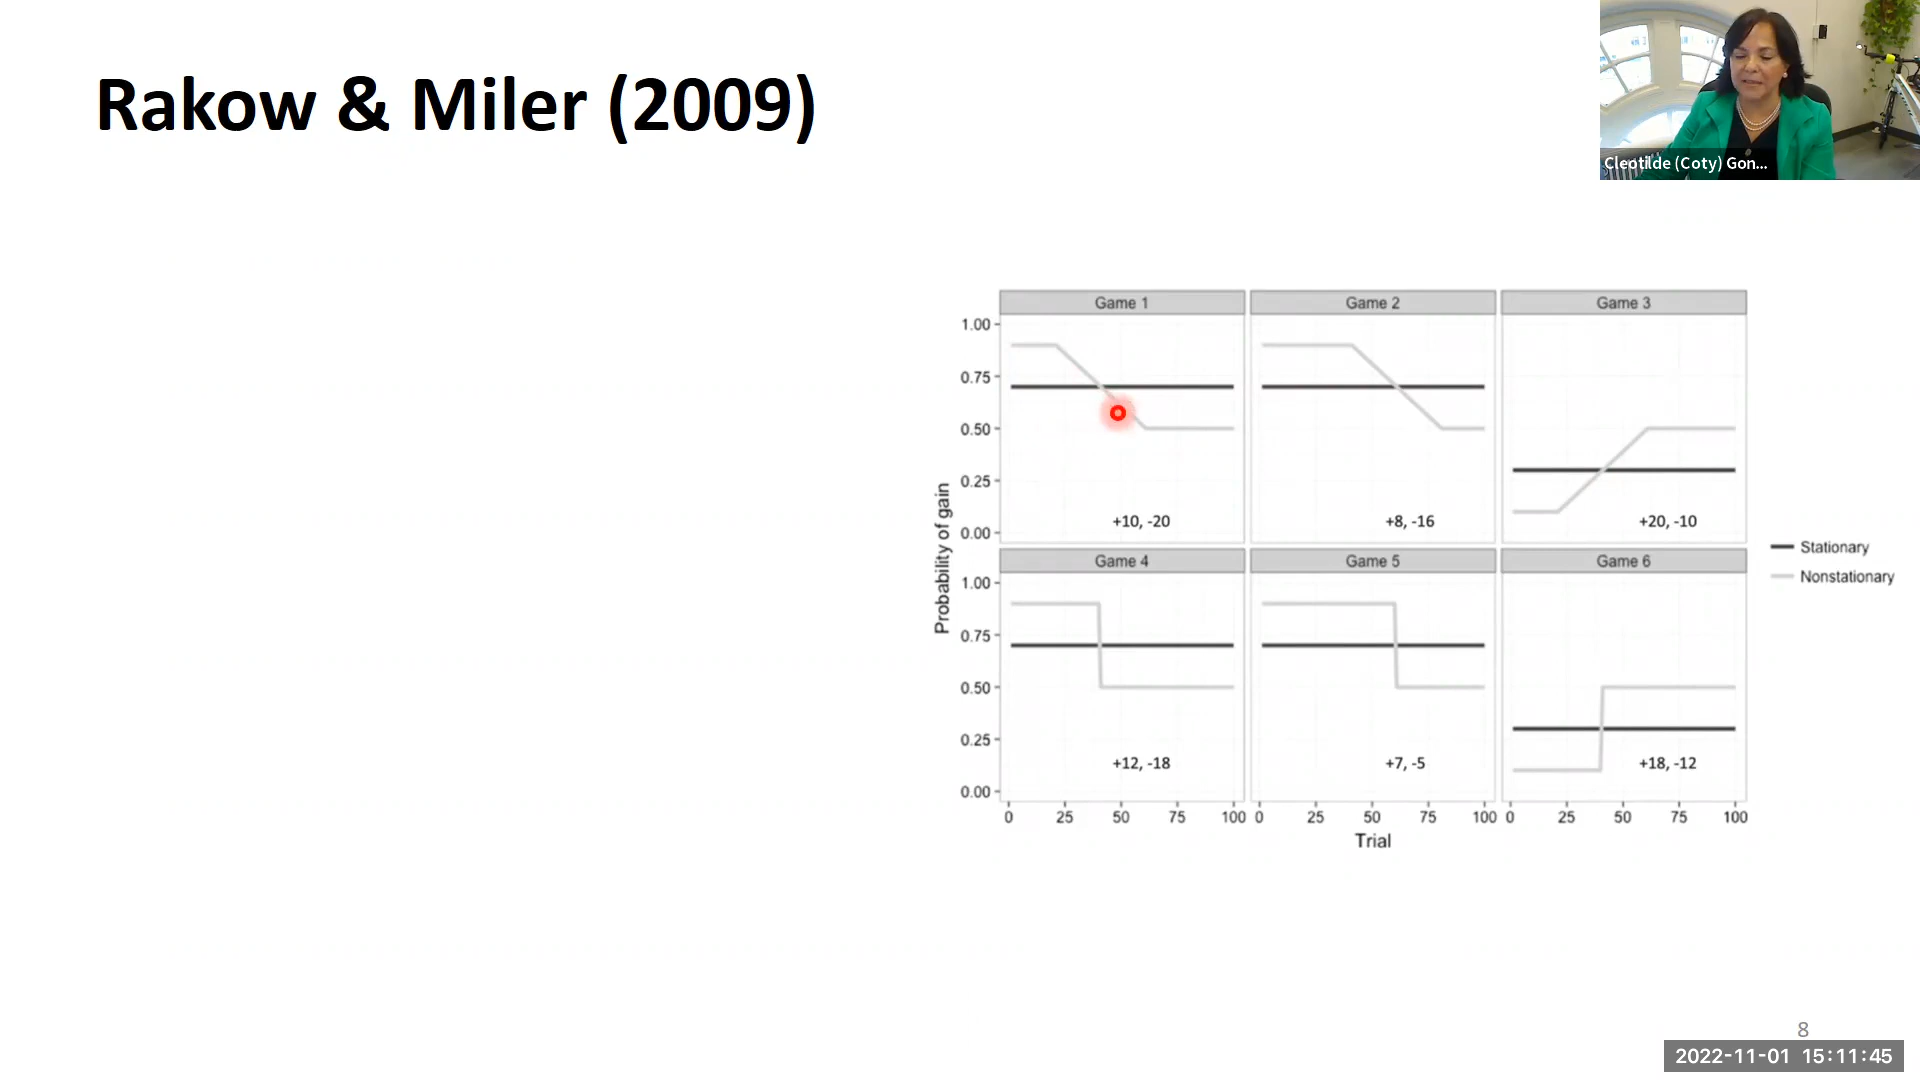 Rakow & Miler (2009)
Cleotilde (Coty) Gon...
Game 1 Game 2 Game 3
1.00
0.75
0.50
0.25
0.00
+10, -20 +8, -16 +20, -10
Probability of gain
Game 4 Game 5 Game 6
1.00
0.75
0.50
0.25
0.00
+12, -18 +7, -5 +18, -12
0 25 50 75 100 0 25 50 75 100 0 25 50 75 100
Trial
Stationary
Nonstationary
8
2022-11-01 15:11:45